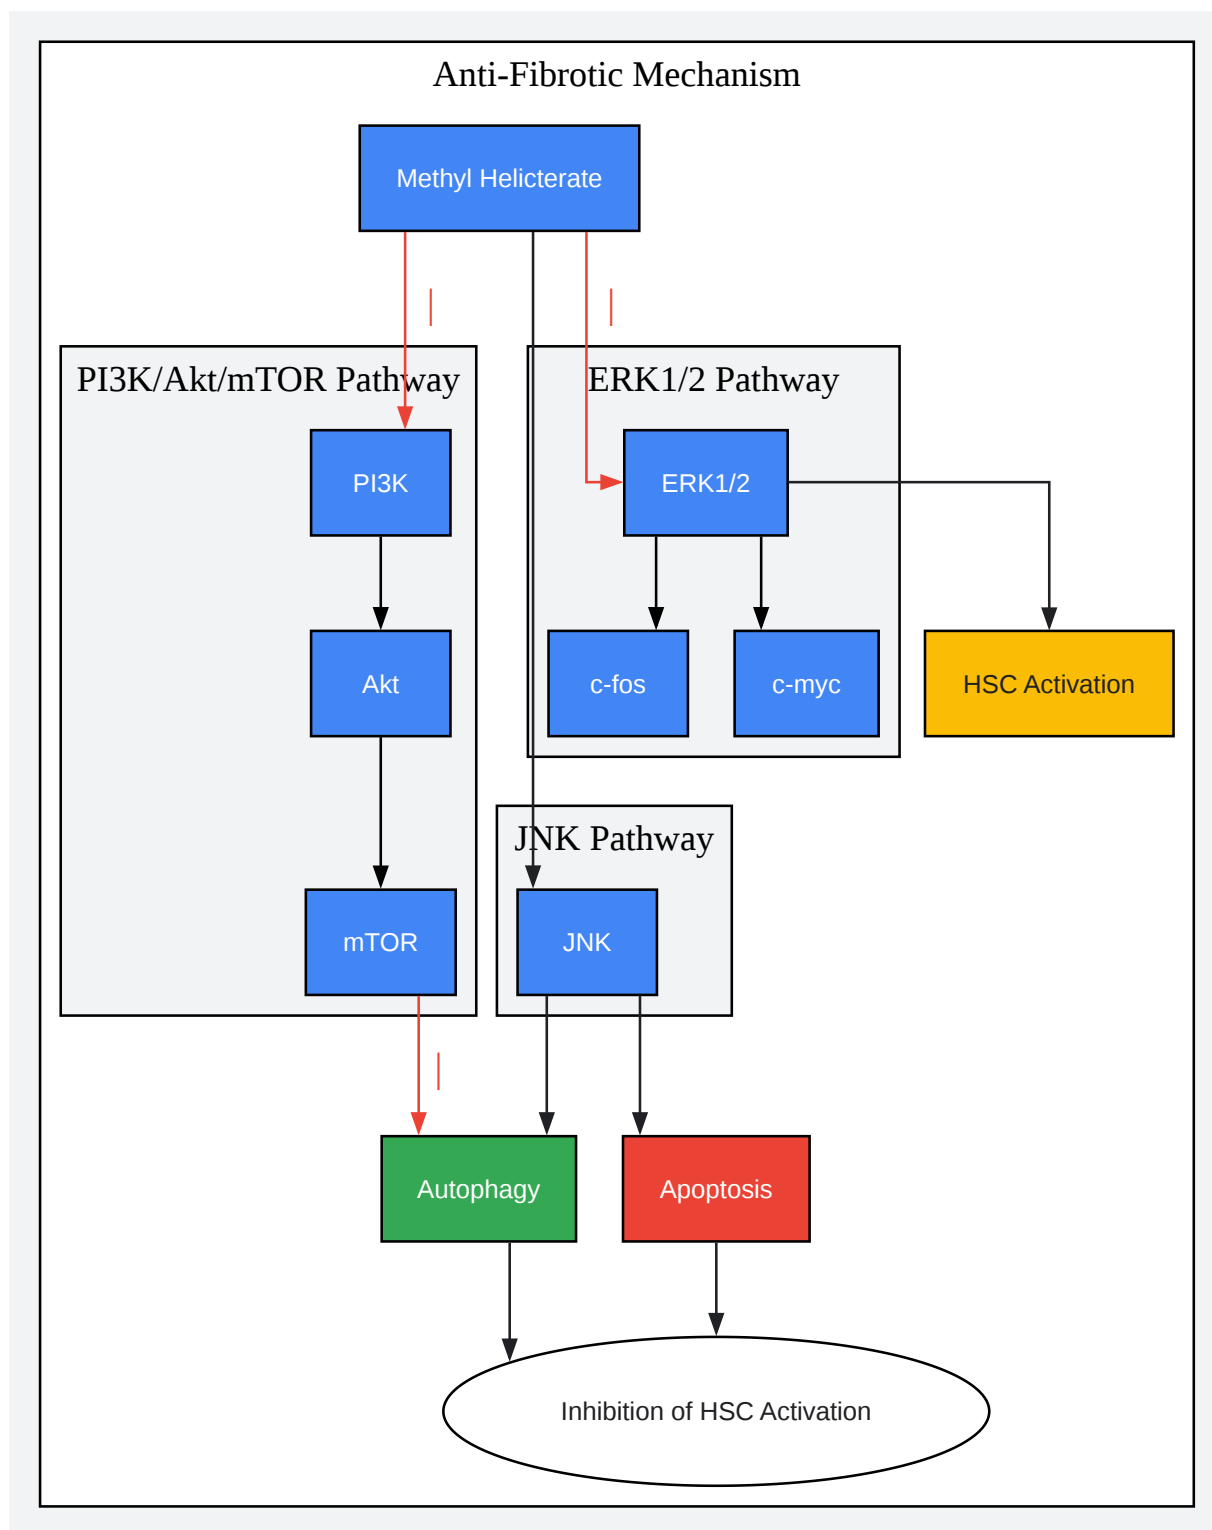 Anti-Fibrotic Mechanism
Methyl Helicterate
|
|
PI3K/Akt/mTOR Pathway
ERK1/2 Pathway
PI3K
ERK1/2
Akt
c-fos
c-myc
HSC Activation
JNK Pathway
mTOR
JNK
|
Autophagy
Apoptosis
Inhibition of HSC Activation